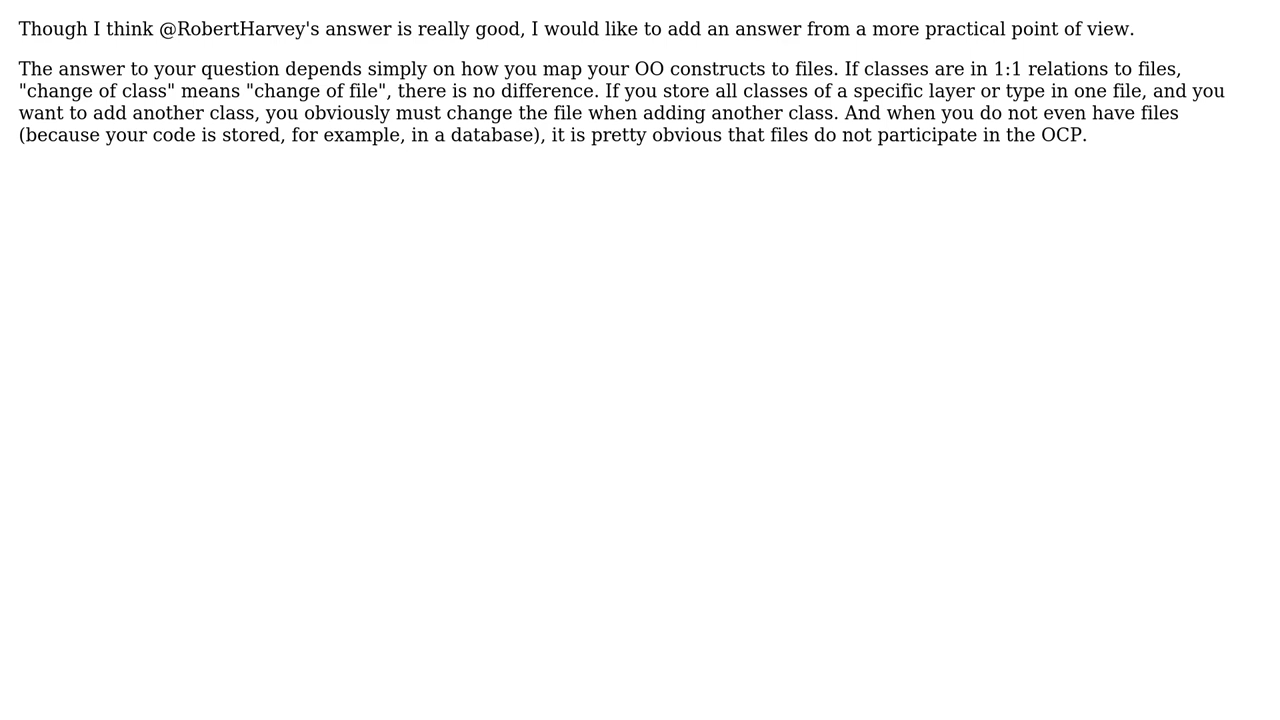 Though I think @RobertHarvey's answer is really good, I would like to add an answer from a more practical point of view.
The answer to your question depends simply on how you map your OO constructs to files. If classes are in 1:1 relations to files,
"change of class" means "change of file", there is no difference. If you store all classes of a specific layer or type in one file, and you
want to add another class, you obviously must change the file when adding another class. And when you do not even have files
(because your code is stored, for example, in a database), it is pretty obvious that files do not participate in the OCP.